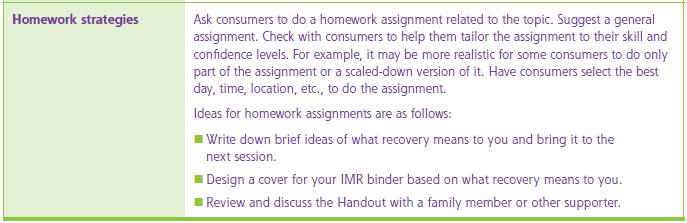 Homework strategies
Ask consumers to do a homework assignment related to the topic. Suggest a general
assignment. Check with consumers to help them tailor the assignment to their skill and
confidence levels. For example, it may be more realistic for some consumers to do only
part of the assignment or a scaled-down version of it. Have consumers select the best
day, time, location, etc., to do the assignment.
Ideas for homework assignments are as follows:
■ Write down brief ideas of what recovery means to you and bring it to the
next session.
■ Design a cover for your IMR binder based on what recovery means to you.
■ Review and discuss the Handout with a family member or other supporter.